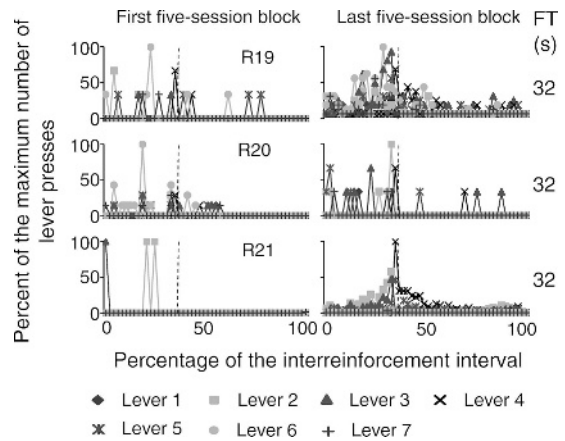 First five-session block Last five-session block FT (s)
Percent of the maximum number of lever presses
100 R19 32
50
0
100 R20 32
50
0
100 R21 32
50
0
0 50 100 0 50 100
Percentage of the interreinforcement interval
Lever 1 Lever 2 Lever 3 Lever 4
Lever 5 Lever 6 Lever 7